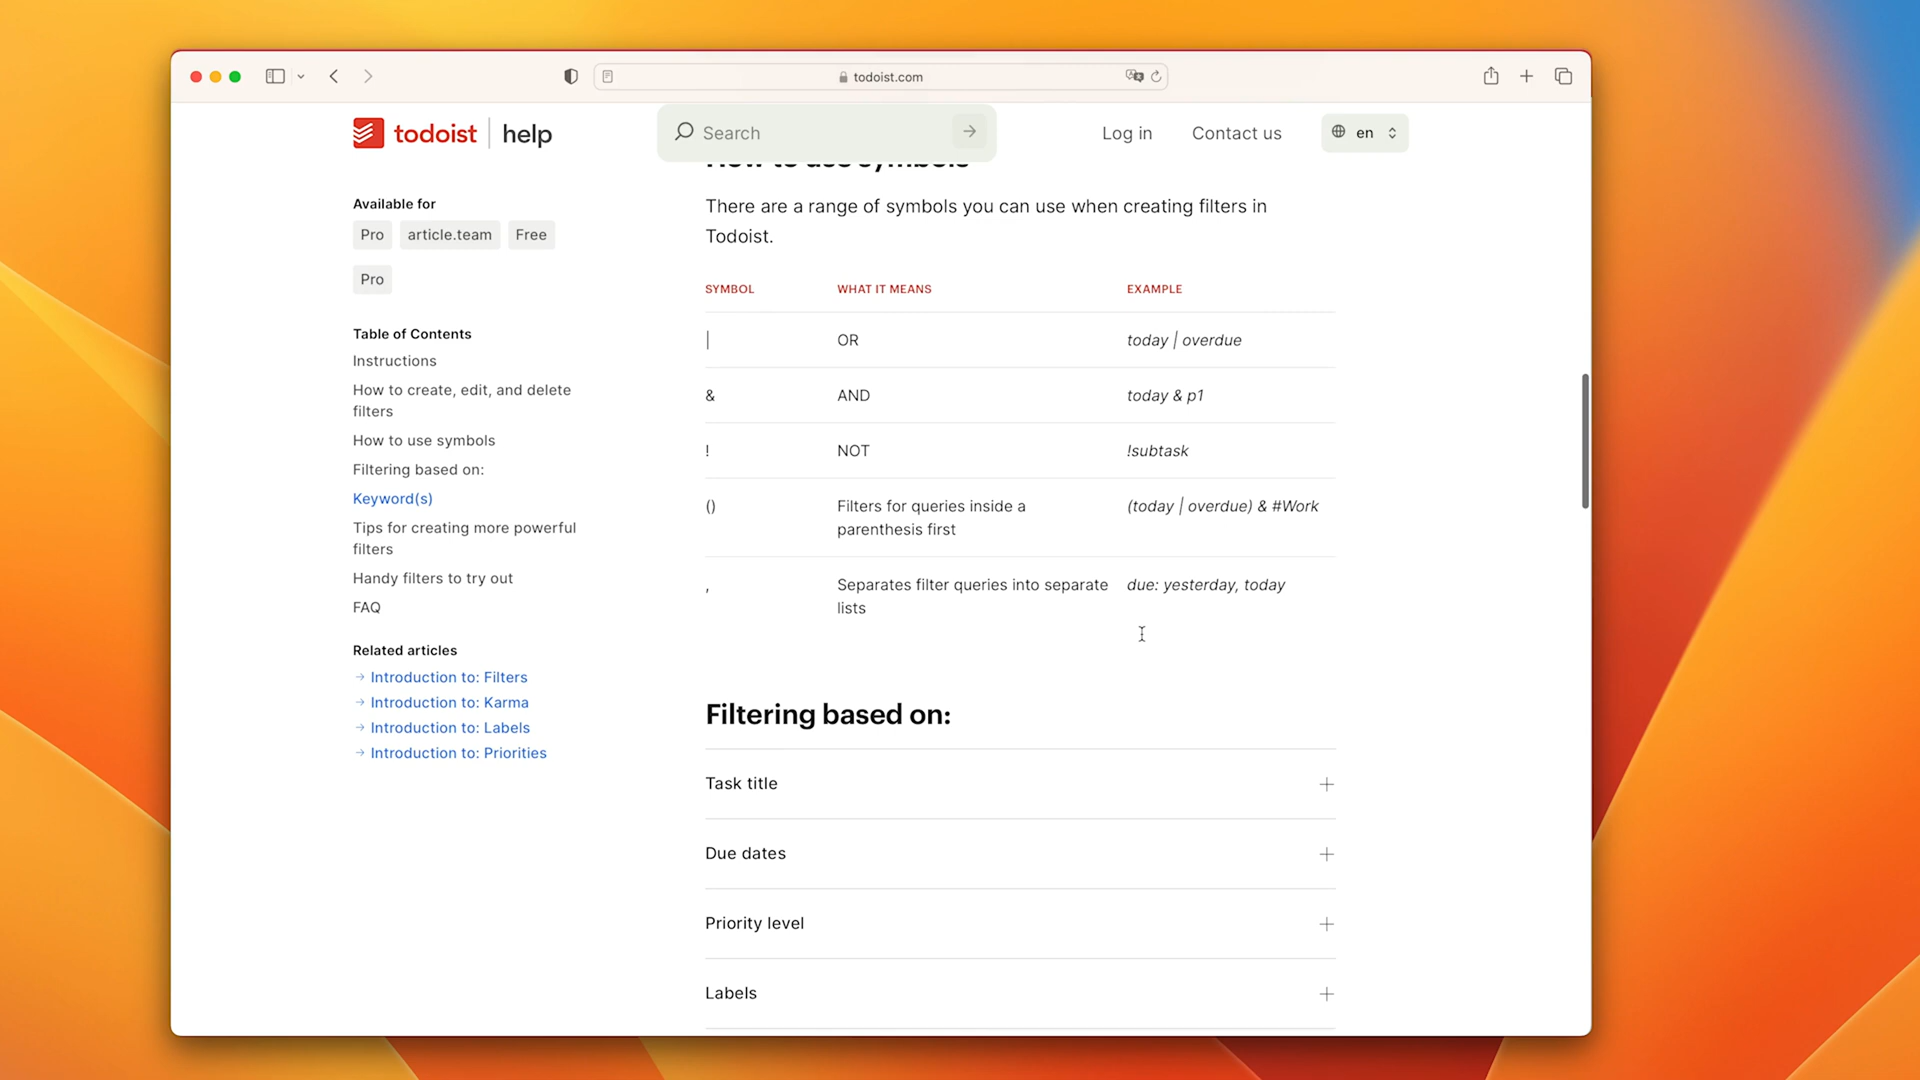 todoist.com
todoist help
Search
Log in
Contact us
en
Available for
Pro
article.team
Free
Pro
Table of Contents
Instructions
How to create, edit, and delete
filters
How to use symbols
Filtering based on:
Keyword(s)
Tips for creating more powerful
filters
Handy filters to try out
FAQ
Related articles
→ Introduction to: Filters
→ Introduction to: Karma
→ Introduction to: Labels
→ Introduction to: Priorities
How to use symbols
There are a range of symbols you can use when creating filters in
Todoist.
SYMBOL WHAT IT MEANS EXAMPLE
| OR today | overdue
& AND today & p1
! NOT !subtask
() Filters for queries inside a (today | overdue) & #Work
parenthesis first
, Separates filter queries into separate due: yesterday, today
lists
Filtering based on:
Task title
Due dates
Priority level
Labels